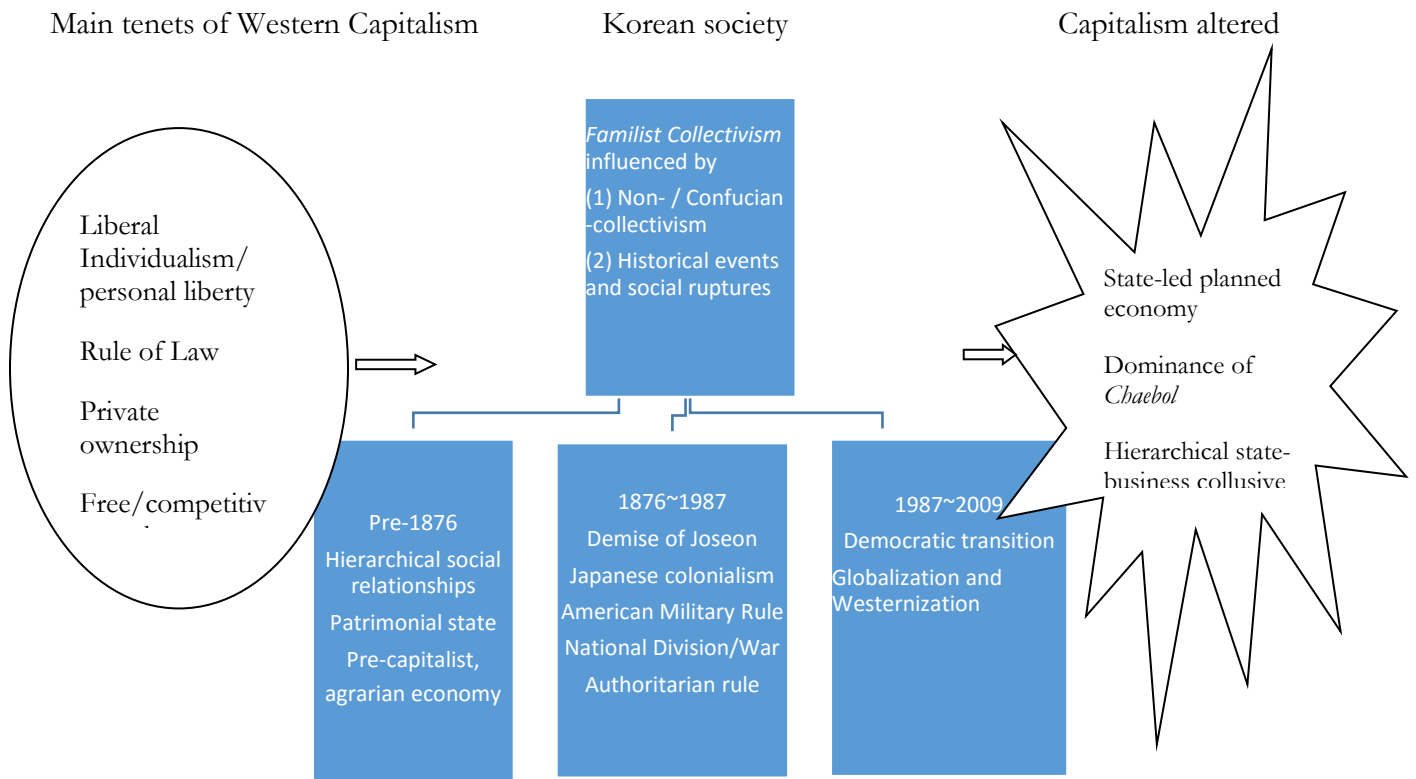 Main tenets of Western Capitalism
Korean society
Capitalism altered
Liberal
Individualism/
personal liberty
Rule of Law
Private
ownership
Free/competitiv
Familist Collectivism
influenced by
(1) Non- / Confucian
-collectivism
(2) Historical events
and social ruptures
Pre-1876
Hierarchical social
relationships
Patrimonial state
Pre-capitalist,
agrarian economy
1876~1987
Demise of Joseon
Japanese colonialism
American Military Rule
National Division/War
Authoritarian rule
1987~2009
Democratic transition
Globalization and
Westernization
State-led planned
economy
Dominance of
Chaebol
Hierarchical state-
business collusive